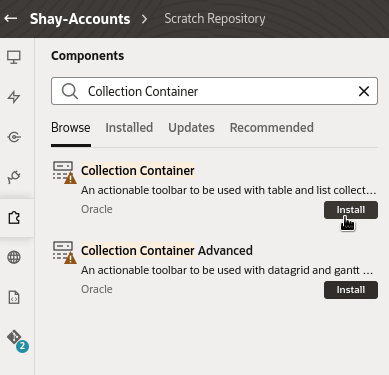 Shay-Accounts > Scratch Repository
Components
Collection Container
Browse Installed Updates Recommended
Collection Container
An actionable toolbar to be used with table and list collect...
Oracle
Install
Collection Container Advanced
An actionable toolbar to be used with datagrid and gantt ...
Oracle
Install
2